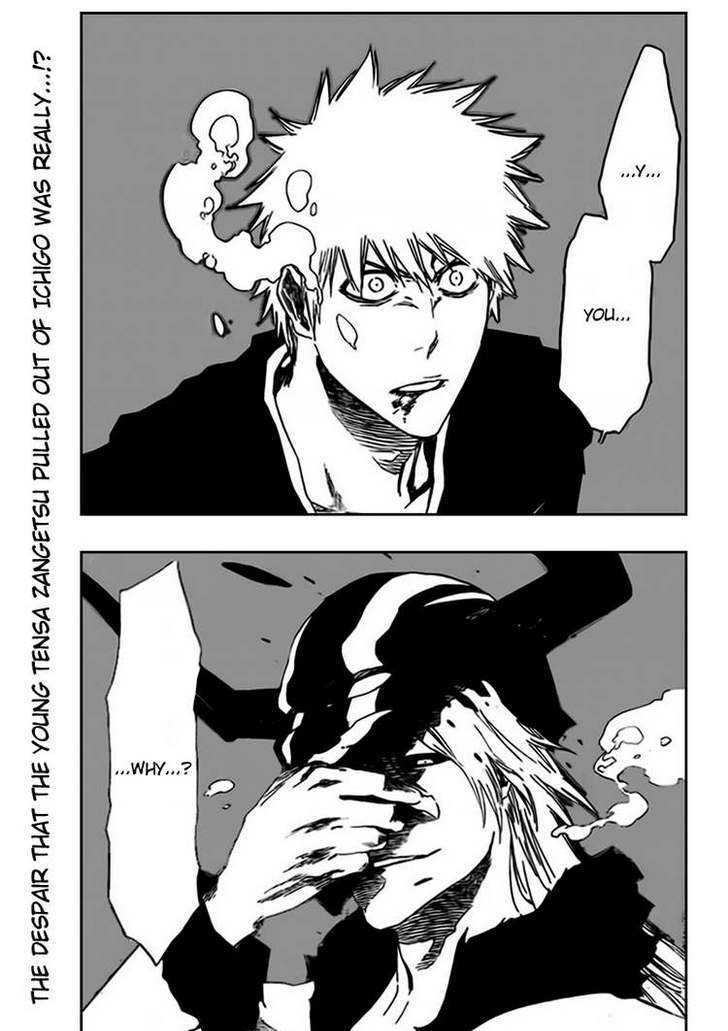 THE DESPAIR THAT THE YOUNG TENSA ZANGETSU PULLED OUT OF ICHIGO WAS REALLY...!?
...Y...
YOU...
...WHY...?